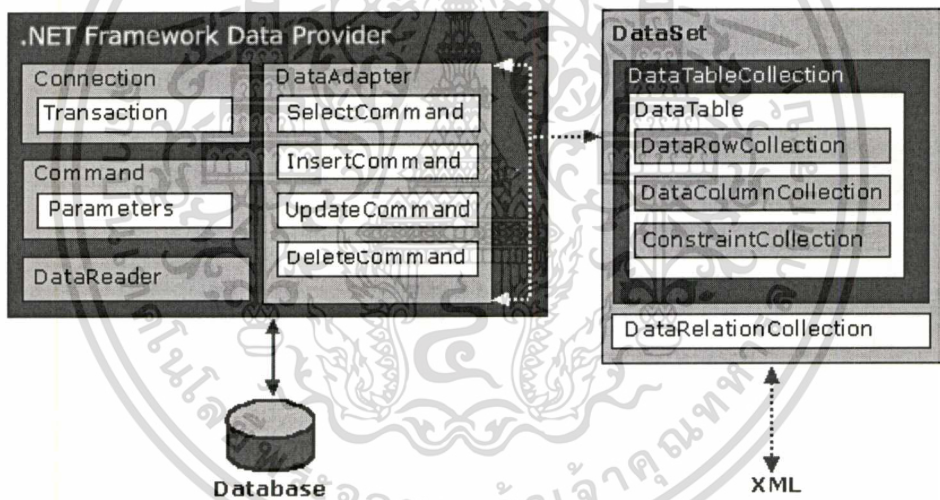 .NET Framework Data Provider
Connection
Transaction
Command
Parameters
DataReader
DataAdapter
SelectCommand
InsertCommand
UpdateCommand
DeleteCommand
Database
DataSet
DataTableCollection
DataTable
DataRowCollection
DataColumnCollection
ConstraintCollection
DataRelationCollection
XML